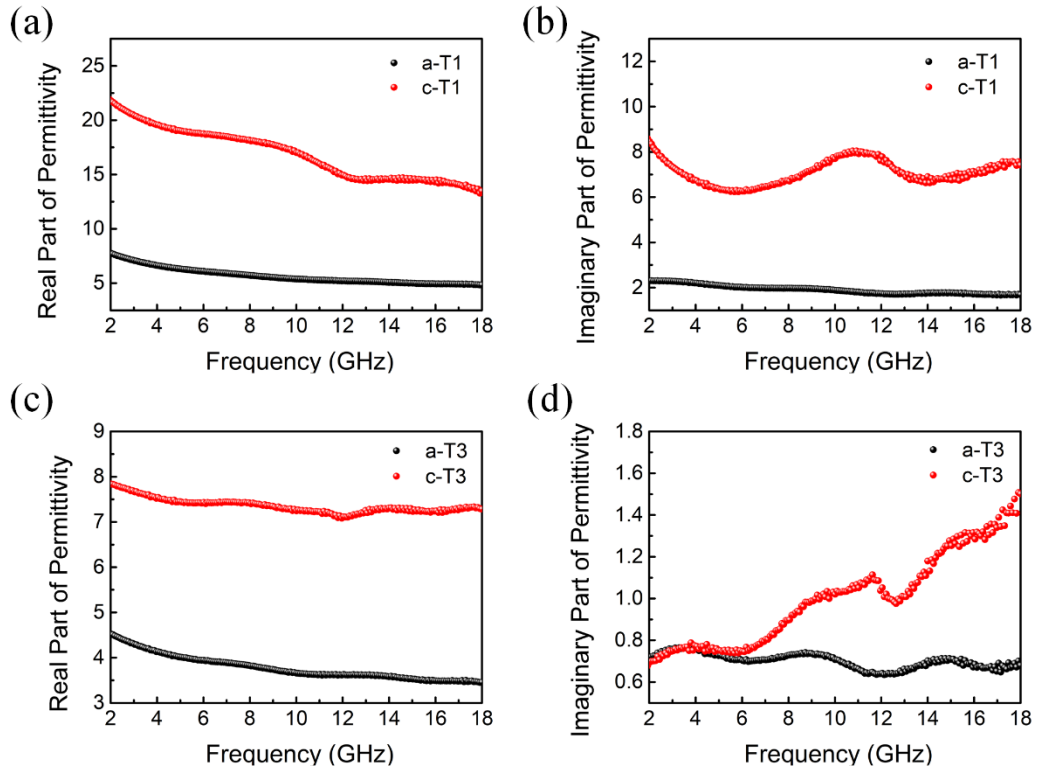 (a)
Real Part of Permittivity
25
20
15
10
5
a-T1
c-T1
2 4 6 8 10 12 14 16 18
Frequency (GHz)
(b)
Imaginary Part of Permittivity
12
10
8
6
4
2
a-T1
c-T1
2 4 6 8 10 12 14 16 18
Frequency (GHz)
(c)
Real Part of Permittivity
9
8
7
6
5
4
3
a-T3
c-T3
2 4 6 8 10 12 14 16 18
Frequency (GHz)
(d)
Imaginary Part of Permittivity
1.8
1.6
1.4
1.2
1.0
0.8
0.6
a-T3
c-T3
2 4 6 8 10 12 14 16 18
Frequency (GHz)